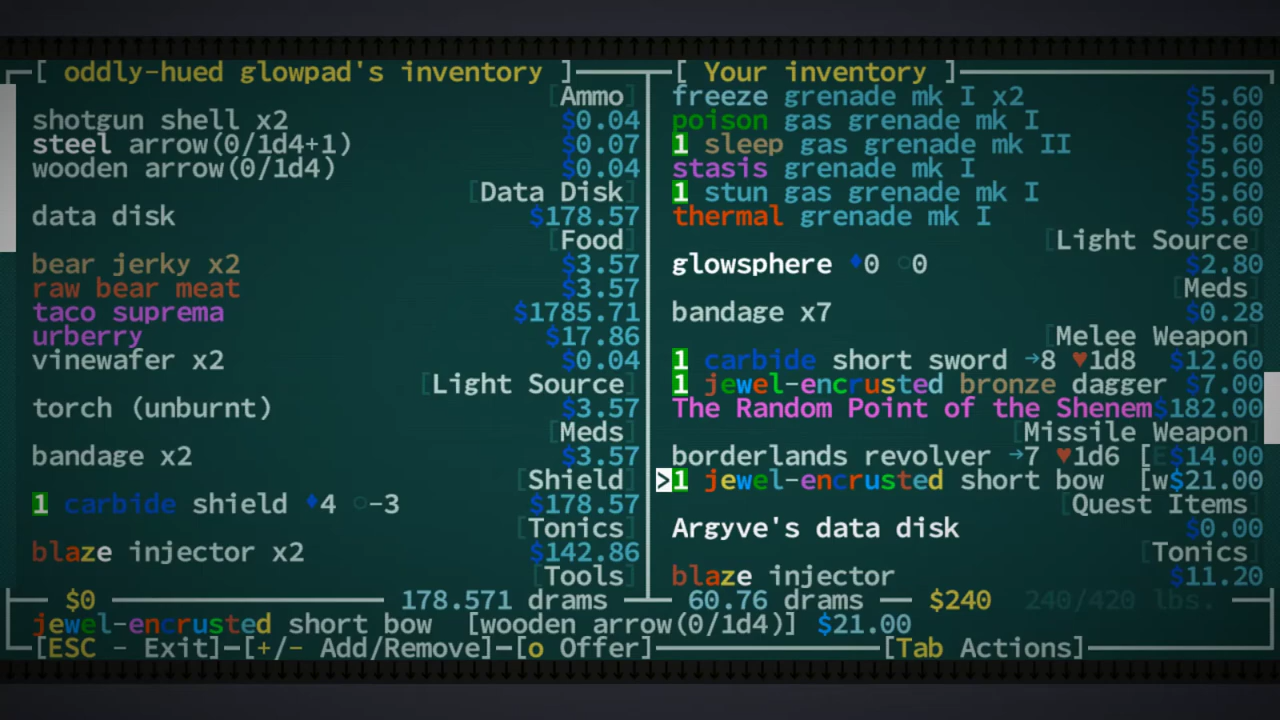 [ oddly-hued glowpad's inventory ]
[Ammo]
shotgun shell x2 $0.04
steel arrow(0/1d4+1) $0.07
wooden arrow(0/1d4) $0.04
[Data Disk]
data disk $178.57
[Food]
bear jerky x2 $3.57
raw bear meat $3.57
taco suprema $1785.71
urberry $17.86
vinewafer x2 $0.04
[Light Source]
torch (unburnt) $3.57
[Meds]
bandage x2 $3.57
[Shield]
1 carbide shield ♦4 ○-3 $178.57
[Tonics]
blaze injector x2 $142.86
[Tools]
[ Your inventory ]
freeze grenade mk I x2 $5.60
poison gas grenade mk I $5.60
1 sleep gas grenade mk II $5.60
stasis grenade mk I $5.60
1 stun gas grenade mk I $5.60
thermal grenade mk I $5.60
[Light Source]
glowsphere ♦0 ○0 $2.80
[Meds]
bandage x7 $0.28
[Melee Weapon]
1 carbide short sword →8 ♥1d8 $12.60
1 jewel-encrusted bronze dagger $7.00
The Random Point of the Shenem$182.00
[Missile Weapon]
borderlands revolver →7 ♥1d6 [E$14.00
>1 jewel-encrusted short bow [w$21.00
[Quest Items]
Argyve's data disk $0.00
[Tonics]
blaze injector $11.20
$0 178.571 drams 60.76 drams $240 240/420 lbs.
jewel-encrusted short bow [wooden arrow(0/1d4)] $21.00
[ESC - Exit]-[+/- Add/Remove]-[o Offer] [Tab Actions]